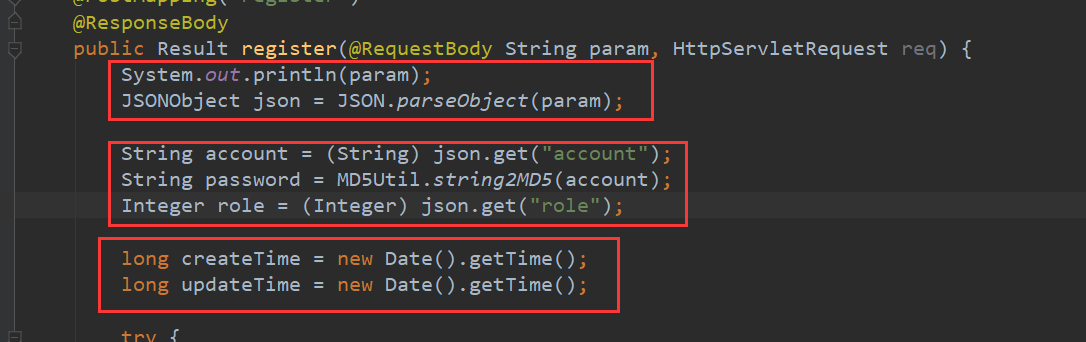 @PostMapping("register")
@ResponseBody
public Result register(@RequestBody String param, HttpServletRequest req) {
System.out.println(param);
JSONObject json = JSON.parseObject(param);
String account = (String) json.get("account");
String password = MD5Util.string2MD5(account);
Integer role = (Integer) json.get("role");
long createTime = new Date().getTime();
long updateTime = new Date().getTime();
try {